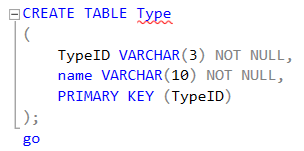 CREATE TABLE Type
(
TypeID VARCHAR(3) NOT NULL,
name VARCHAR(10) NOT NULL,
PRIMARY KEY (TypeID)
);
go